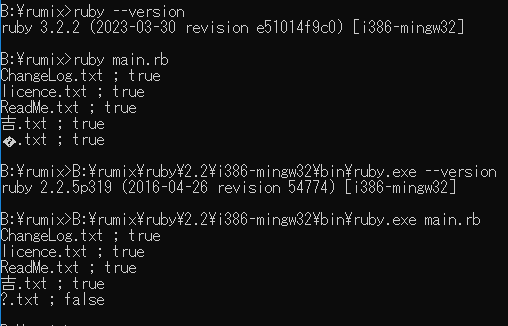 B:¥rumix>ruby --version
ruby 3.2.2 (2023-03-30 revision e51014f9c0) [i386-mingw32]
B:¥rumix>ruby main.rb
ChangeLog.txt ; true
licence.txt ; true
ReadMe.txt ; true
吉.txt ; true
�.txt ; true
B:¥rumix>B:¥rumix¥ruby¥2.2¥i386-mingw32¥bin¥ruby.exe --version
ruby 2.2.5p319 (2016-04-26 revision 54774) [i386-mingw32]
B:¥rumix>B:¥rumix¥ruby¥2.2¥i386-mingw32¥bin¥ruby.exe main.rb
ChangeLog.txt ; true
licence.txt ; true
ReadMe.txt ; true
吉.txt ; true
?.txt ; false